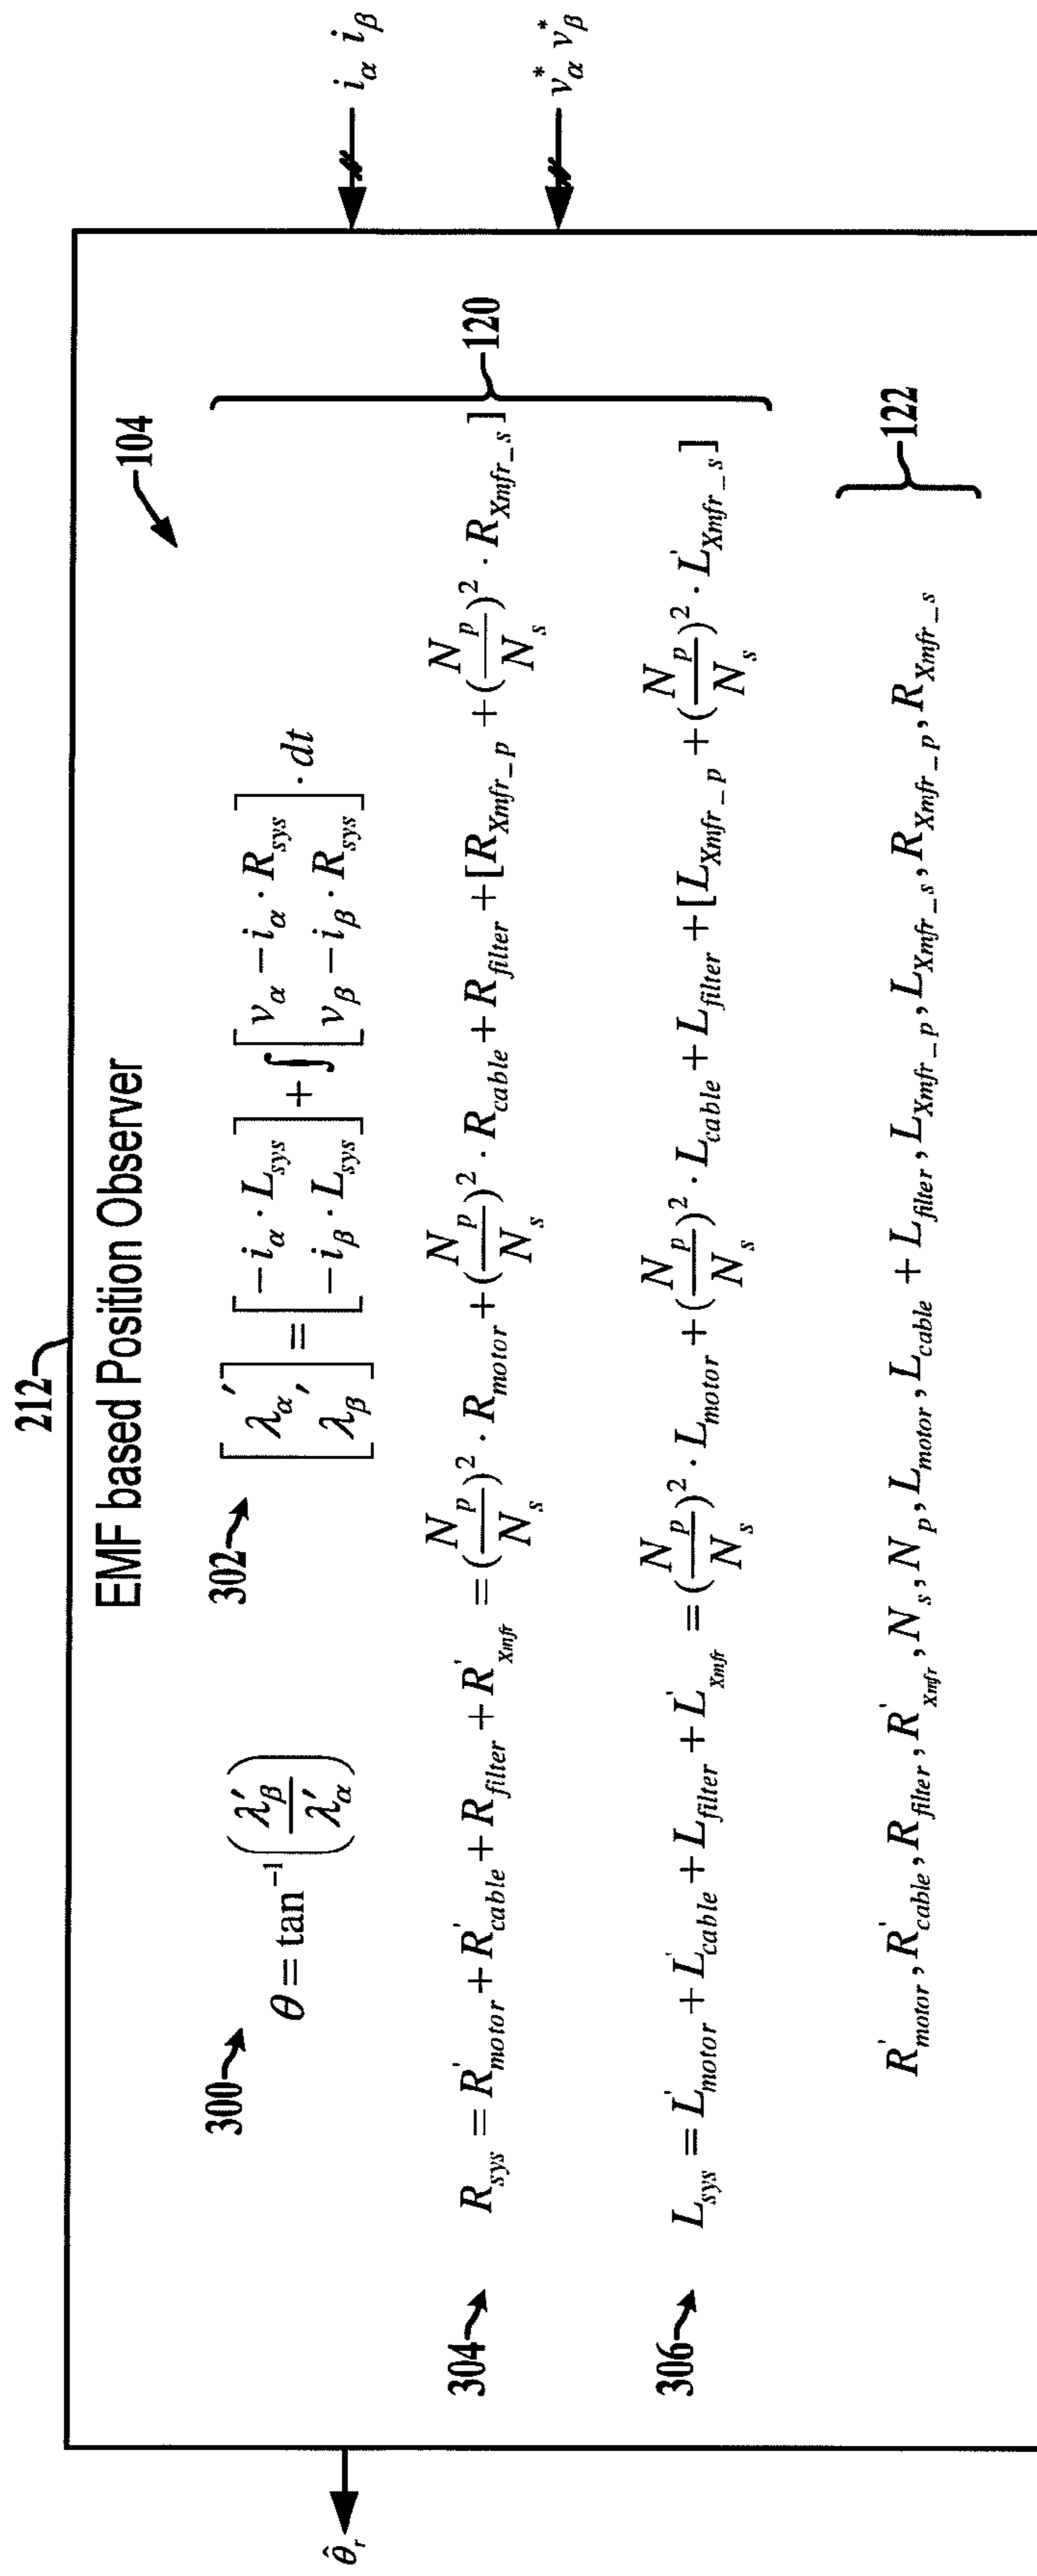 212
EMF based Position Observer
104
300
θ = tan⁻¹ (λ'β / λ'α)
302
[λα' λβ'] = [−iα · Lsys −iβ · Lsys] + ∫ [vα − iα · Rsys vβ − iβ · Rsys] · dt
304
Rsys = R'motor + R'cable + Rfilter + R'Xmfr = (Np/Ns)² · Rmotor + (Np/Ns)² · Rcable + Rfilter + [RXmfr_p + (Np/Ns)² · RXmfr_s]
306
Lsys = L'motor + L'cable + Lfilter + L'Xmfr = (Np/Ns)² · Lmotor + (Np/Ns)² · Lcable + Lfilter + [LXmfr_p + (Np/Ns)² · L'Xmfr_s]
120
R'motor, R'cable, Rfilter, R'Xmfr, Ns, Np, Lmotor, Lcable + Lfilter, LXmfr_p, LXmfr_s, RXmfr_p, RXmfr_s
122
iα iβ
v*α v*β
θ̂r